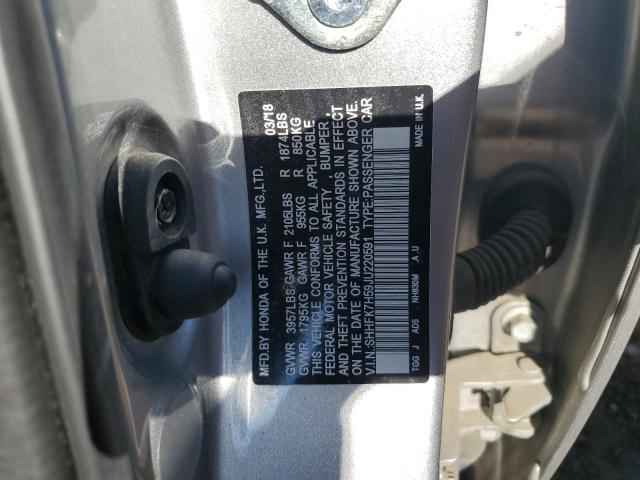 MFD.BY HONDA OF THE U.K. MFG.,LTD. 03/18
GVWR 3957LBS GAWR F 2105LBS R 1874LBS
GVWR 1795KG GAWR F 955KG R 850KG
THIS VEHICLE CONFORMS TO ALL APPLICABLE
FEDERAL MOTOR VEHICLE SAFETY , BUMPER ,
AND THEFT PREVENTION STANDARDS IN EFFECT
ON THE DATE OF MANUFACTURE SHOWN ABOVE.
V.I.N.:SHHFK7H59JU220591 TYPE:PASSENGER CAR
TGG J AD5 NH830M .A.U MADE IN U.K.